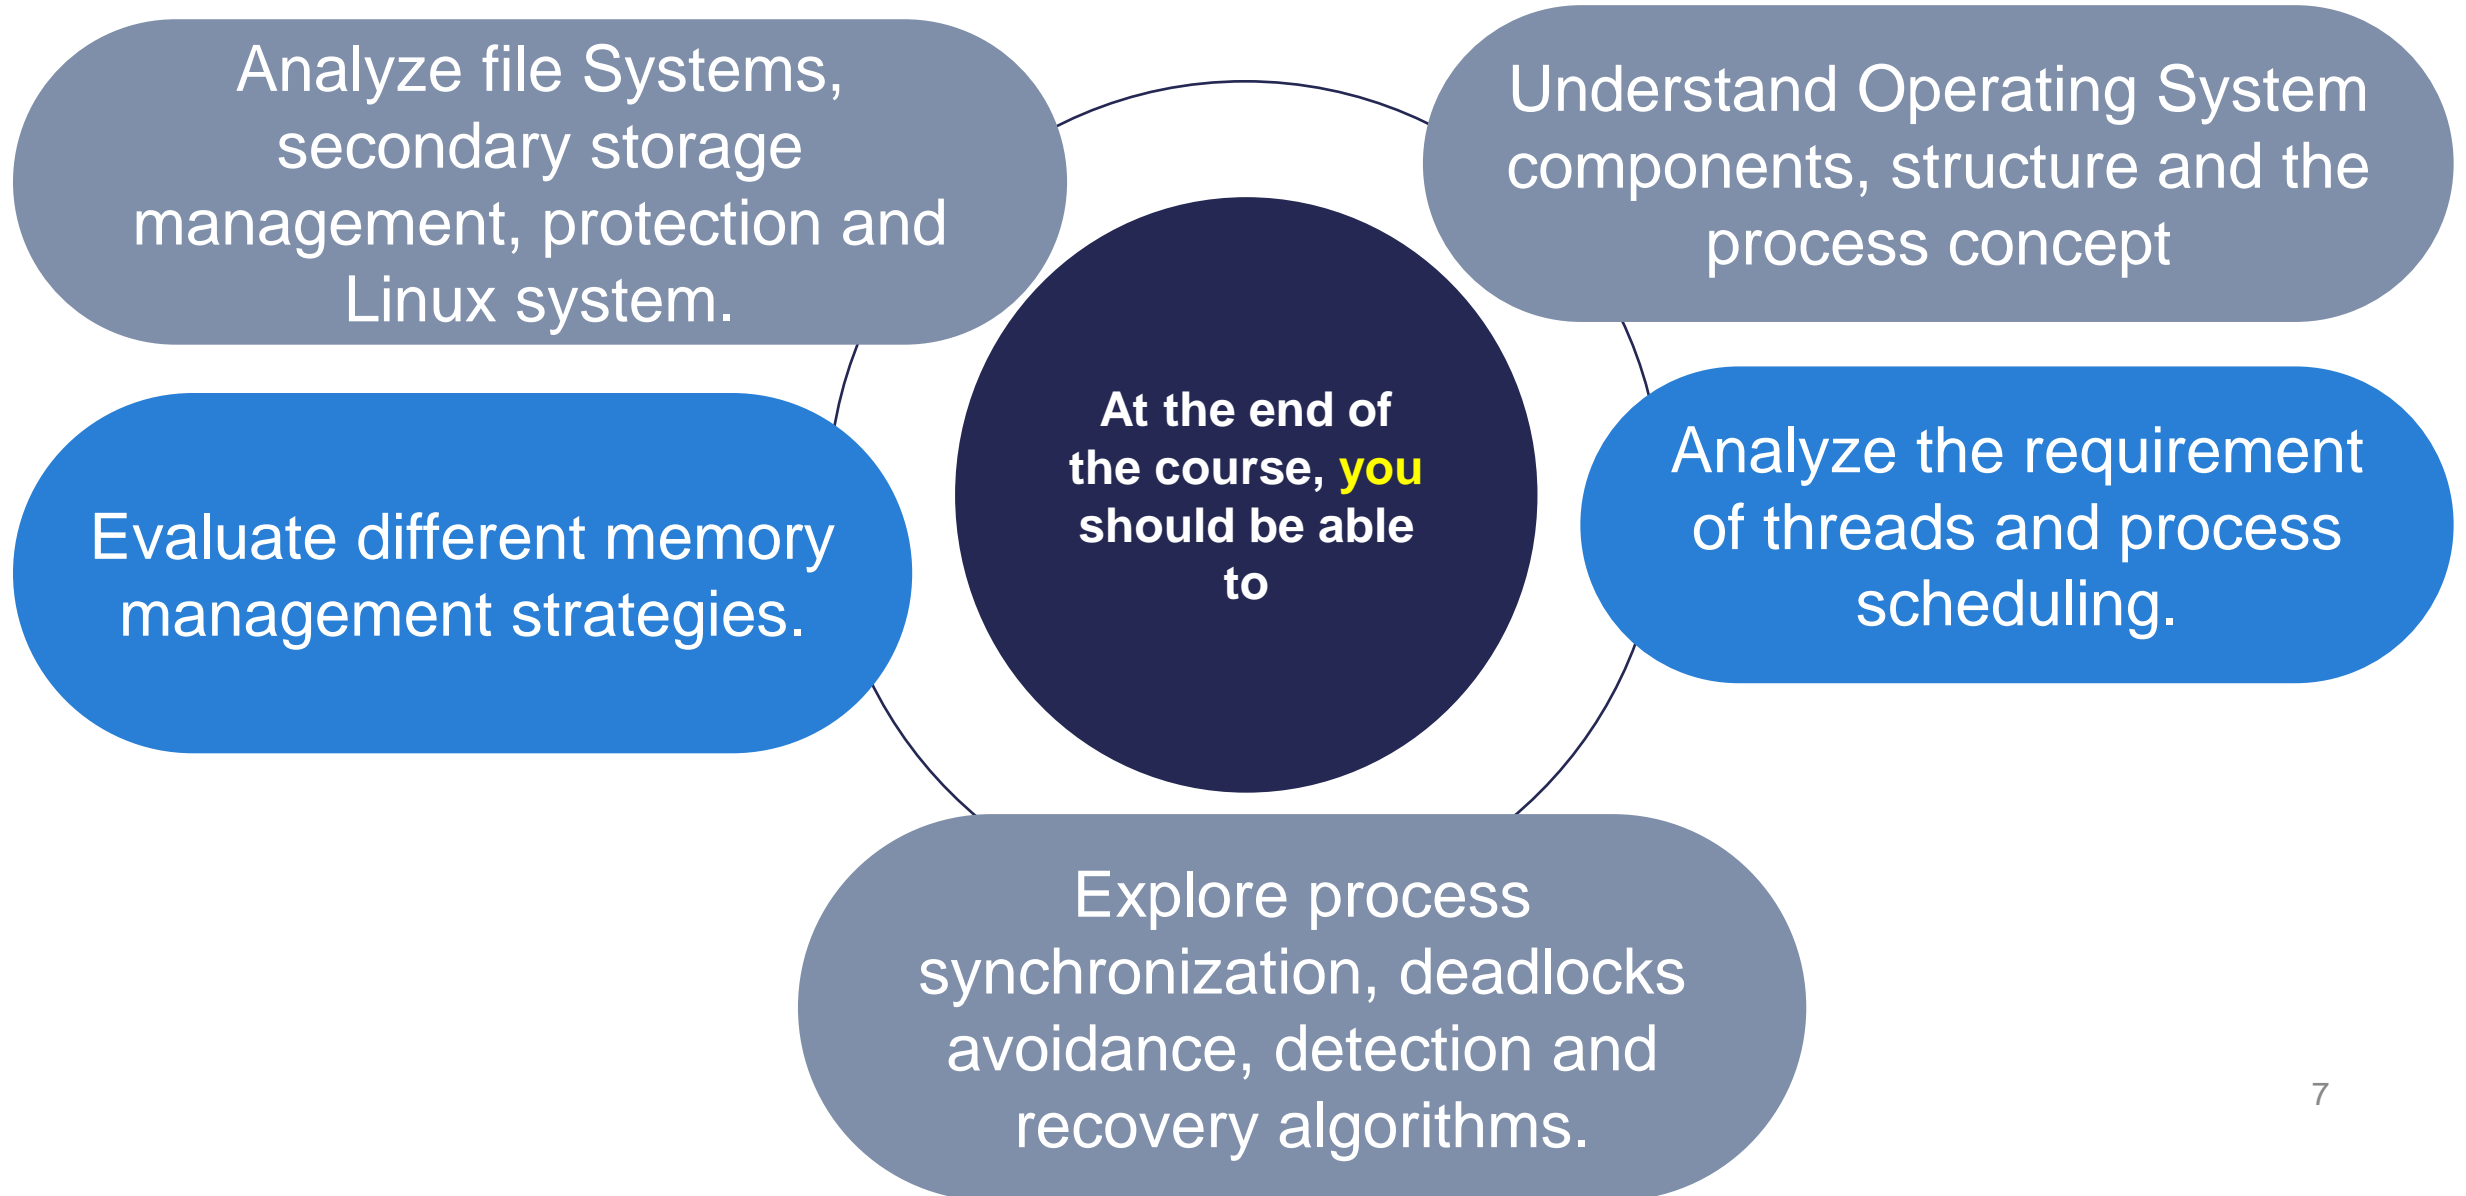 Analyze file Systems,
secondary storage
management, protection and
Linux system.
Understand Operating System
components, structure and the
process concept
At the end of
the course, you
should be able
to
Evaluate different memory
management strategies.
Analyze the requirement
of threads and process
scheduling.
Explore process
synchronization, deadlocks
avoidance, detection and
recovery algorithms.
7